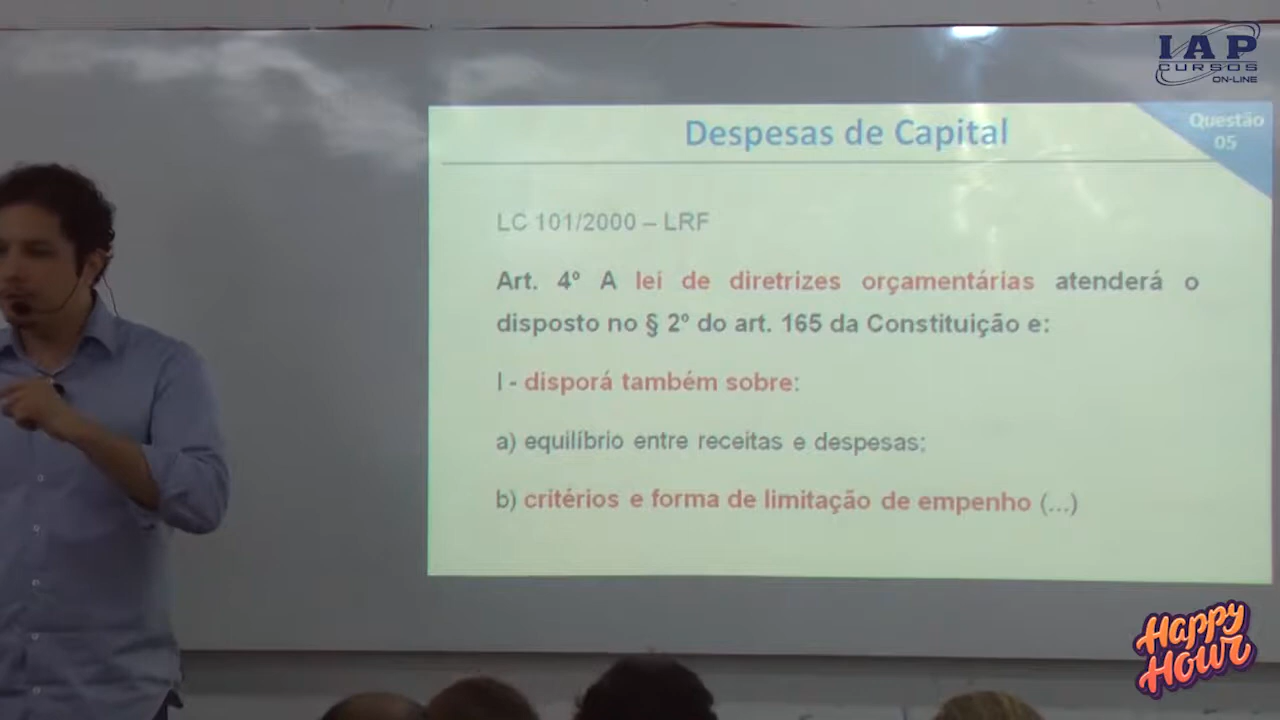 IAP
CURSOS
ON-LINE
Despesas de Capital
Questão
05
LC 101/2000 – LRF
Art. 4º A lei de diretrizes orçamentárias atenderá o
disposto no § 2º do art. 165 da Constituição e:
I - disporá também sobre:
a) equilíbrio entre receitas e despesas;
b) critérios e forma de limitação de empenho (...)
Happy
Hour